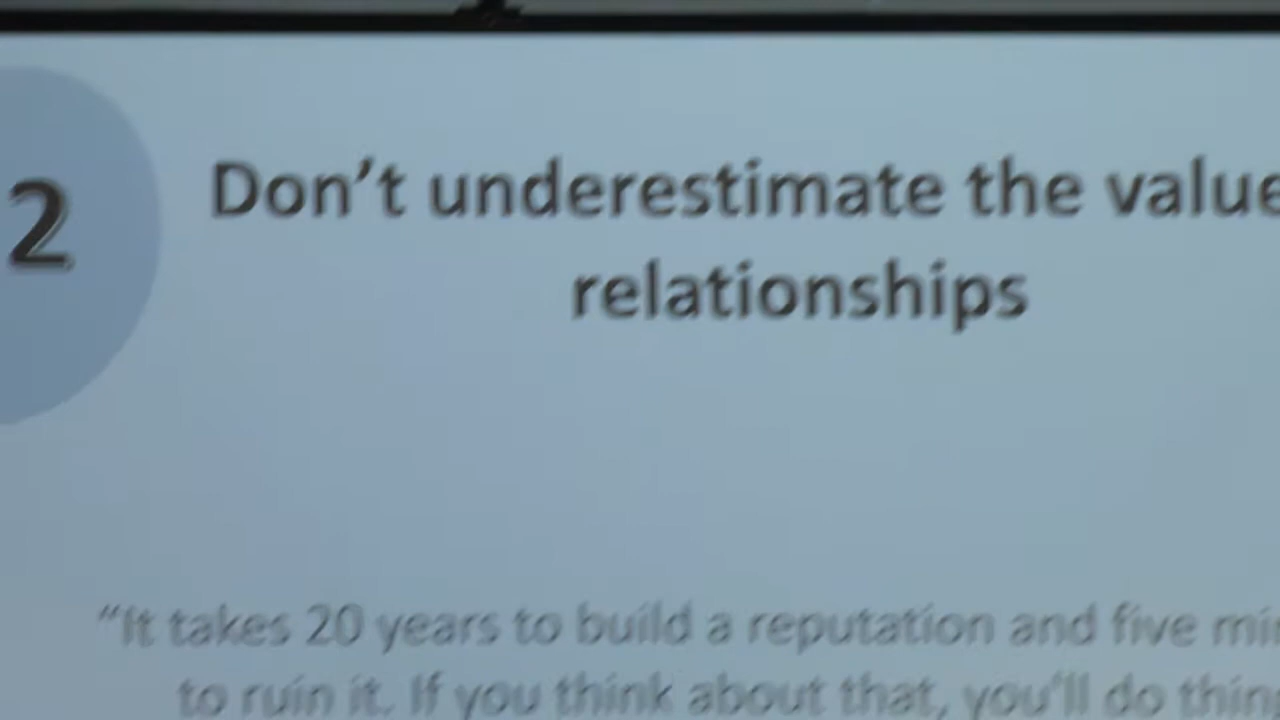 2
Don't underestimate the value
relationships
"It takes 20 years to build a reputation and five
to ruin it. If you think about that, you'll do